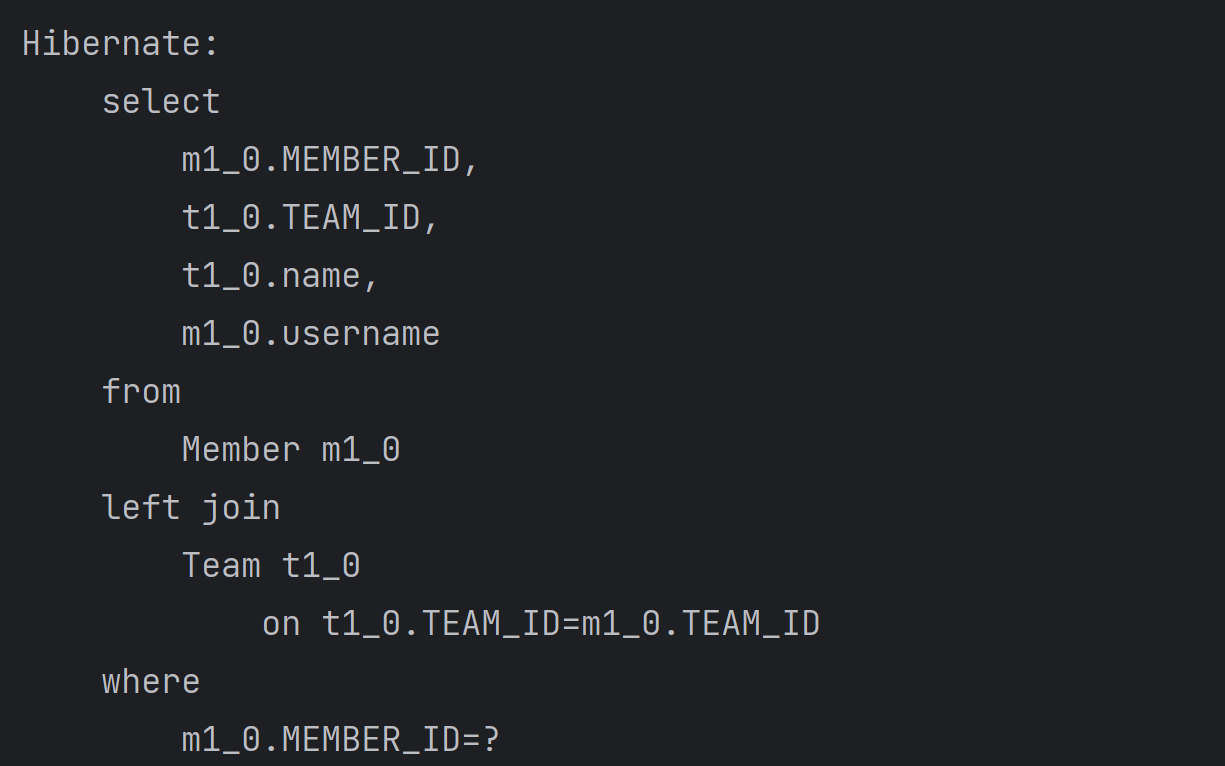 Hibernate:
    select
        m1_0.MEMBER_ID,
        t1_0.TEAM_ID,
        t1_0.name,
        m1_0.username
    from
        Member m1_0
    left join
        Team t1_0
            on t1_0.TEAM_ID=m1_0.TEAM_ID
    where
        m1_0.MEMBER_ID=?